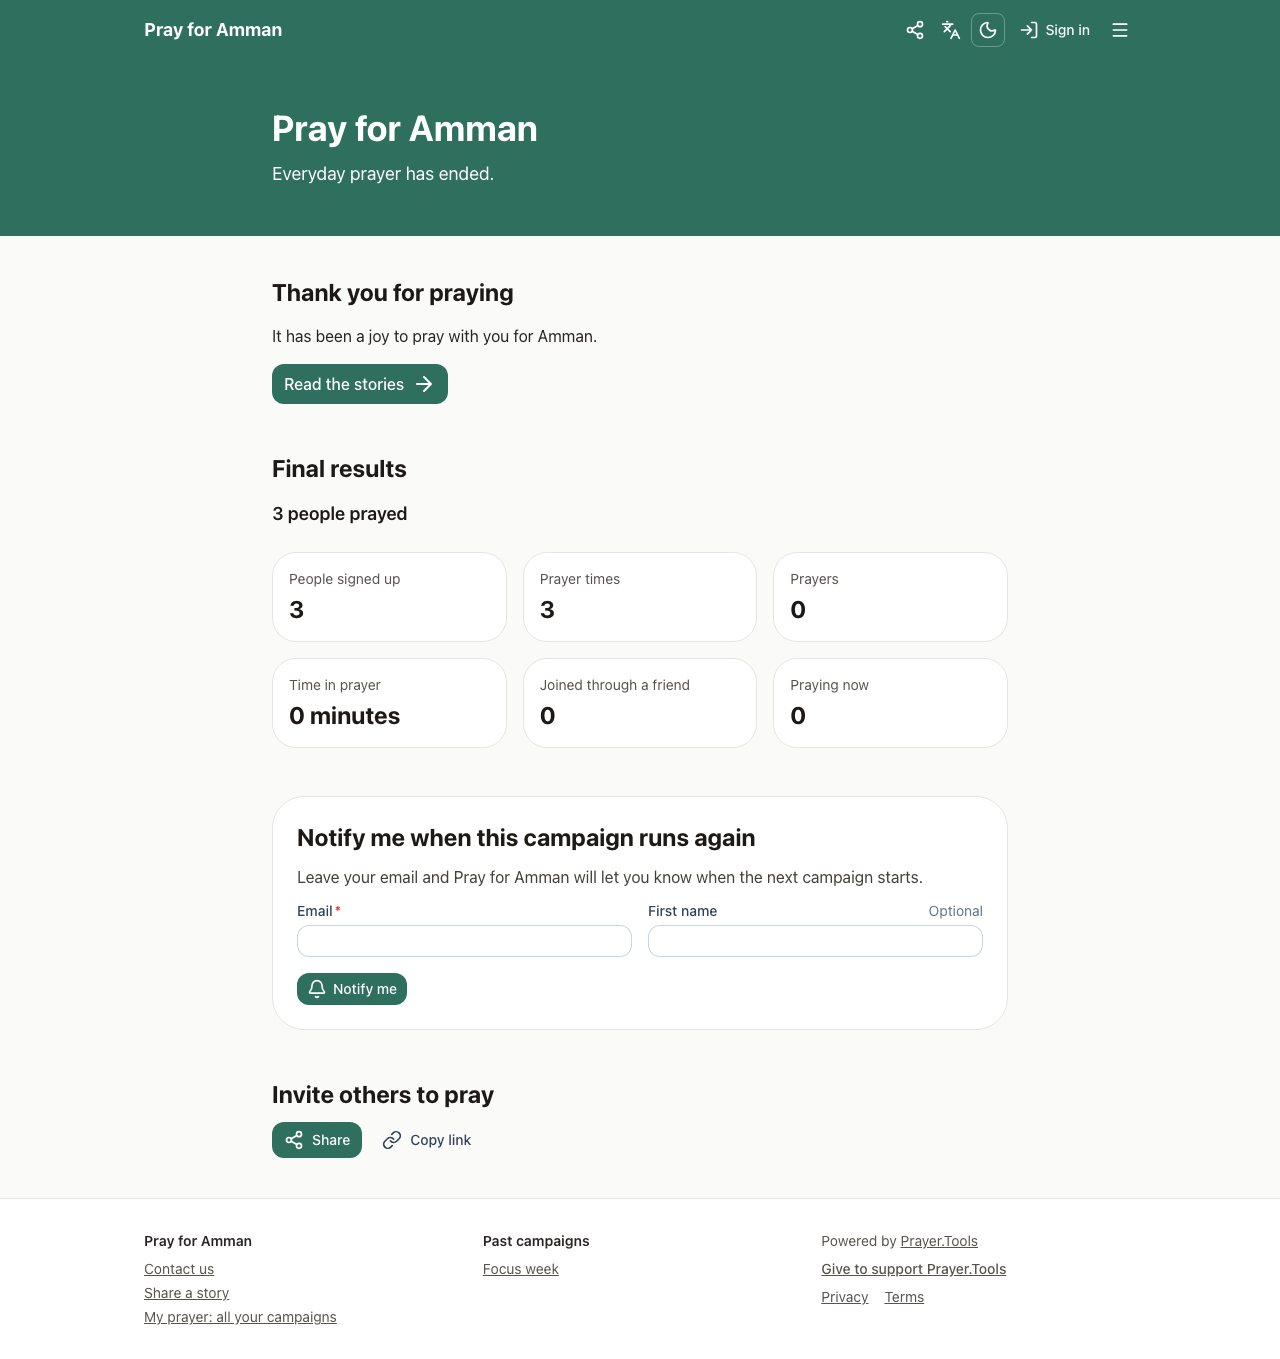 Pray for Amman
Sign in
Pray for Amman
Everyday prayer has ended.
Thank you for praying
It has been a joy to pray with you for Amman.
Read the stories
Final results
3 people prayed
People signed up
3
Prayer times
3
Prayers
0
Time in prayer
0 minutes
Joined through a friend
0
Praying now
0
Notify me when this campaign runs again
Leave your email and Pray for Amman will let you know when the next campaign starts.
Email*
First name
Optional
Notify me
Invite others to pray
Share
Copy link
Pray for Amman
Contact us
Share a story
My prayer: all your campaigns
Past campaigns
Focus week
Powered by Prayer.Tools
Give to support Prayer.Tools
Privacy Terms